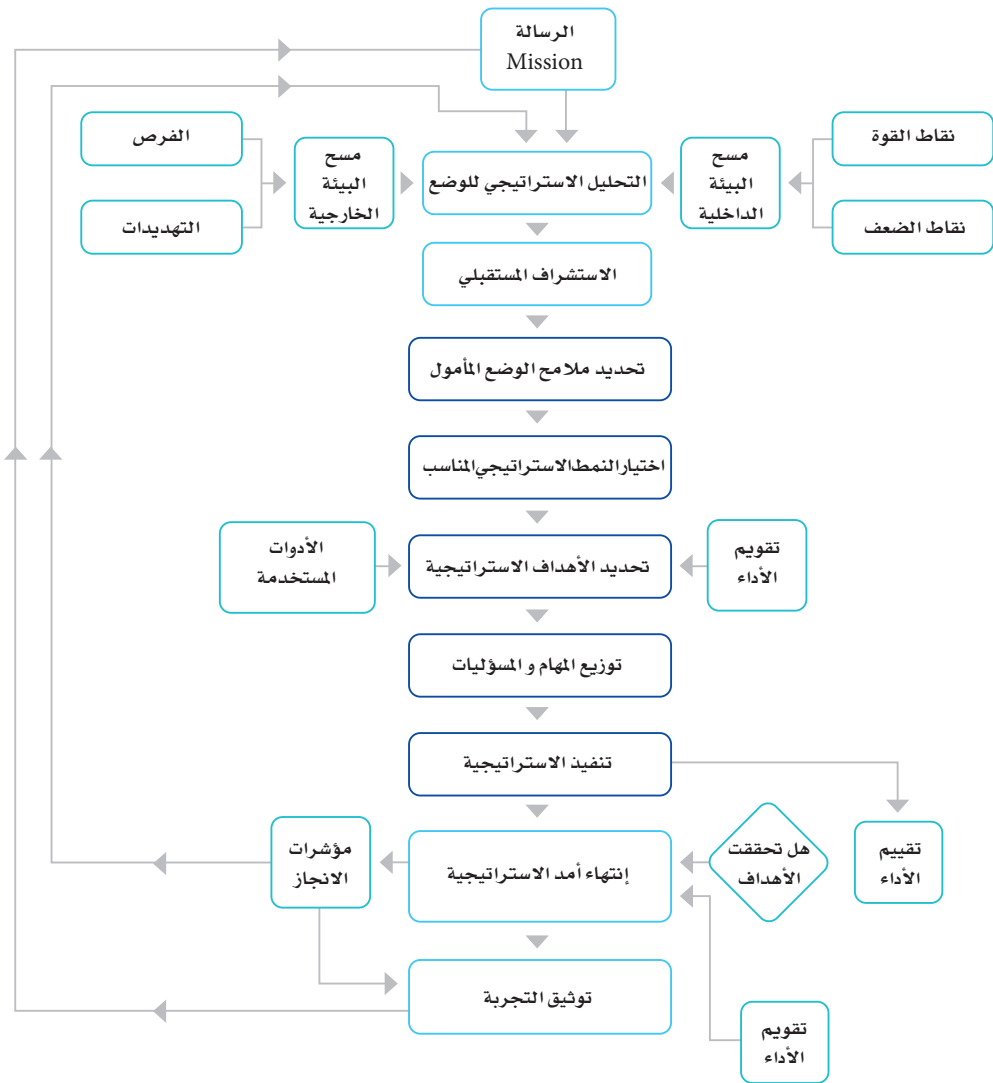 الرسالة
Mission
نقاط القوة
الفرص
مسح
البيئة
الداخلية
التحليل الاستراتيجي للوضع
مسح
البيئة
الخارجية
نقاط الضعف
التهديدات
الاستشراف المستقبلي
تحديد ملامح الوضع المأمول
اختيار النمط الاستراتيجي المناسب
تقويم
الأداء
تحديد الأهداف الاستراتيجية
الأدوات
المستخدمة
توزيع المهام و المسؤليات
تنفيذ الاستراتيجية
تقييم
الأداء
هل تحققت
الأهداف
إنتهاء أمد الاستراتيجية
مؤشرات
الانجاز
توثيق التجربة
تقويم
الأداء